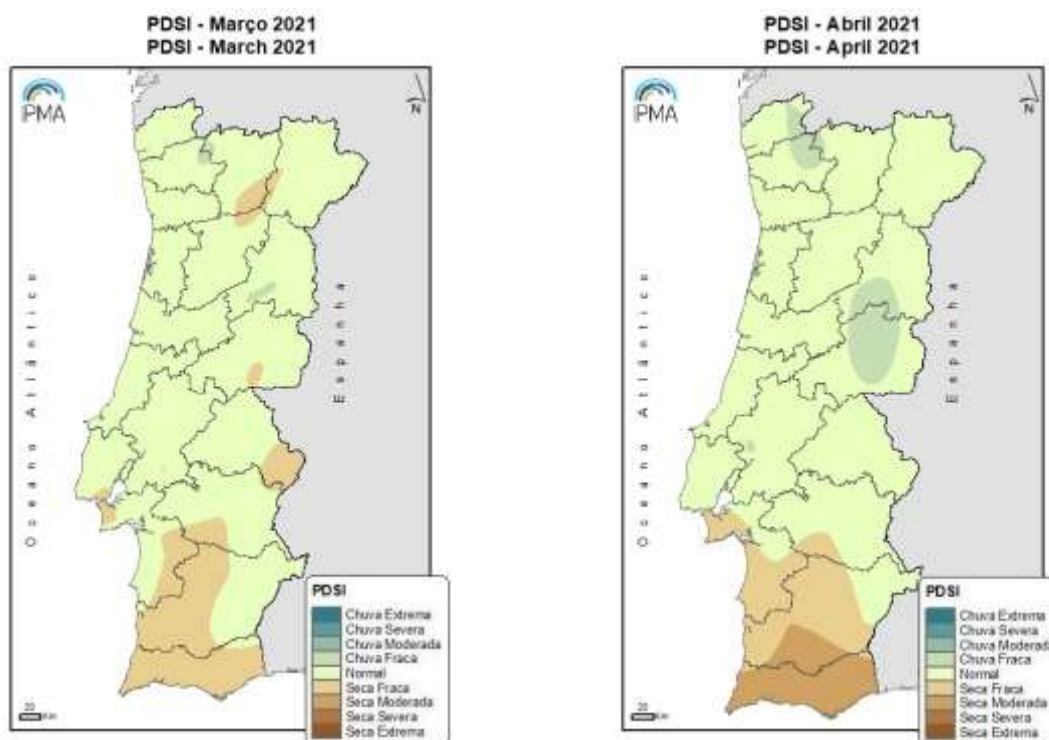 PDSI - Março 2021
PDSI - March 2021
IPMA
N
Oceano Atlântico
Espanha
PDSI
Chuva Extrema
Chuva Severa
Chuva Moderada
Chuva Fraca
Normal
Seca Fraca
Seca Moderada
Seca Severa
Seca Extrema
20
Km
PDSI - Abril 2021
PDSI - April 2021
IPMA
N
Oceano Atlântico
Espanha
PDSI
Chuva Extrema
Chuva Severa
Chuva Moderada
Chuva Fraca
Normal
Seca Fraca
Seca Moderada
Seca Severa
Seca Extrema
20
Km